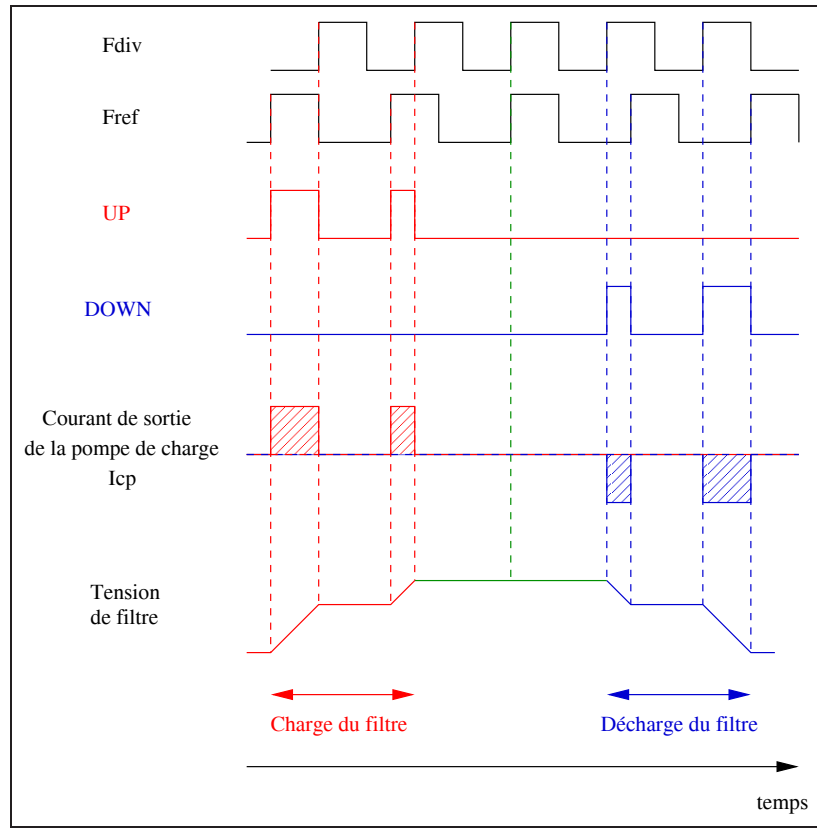 Fdiv
Fref
UP
DOWN
Courant de sortie
de la pompe de charge
Icp
Tension
de filtre
Charge du filtre
Décharge du filtre
temps